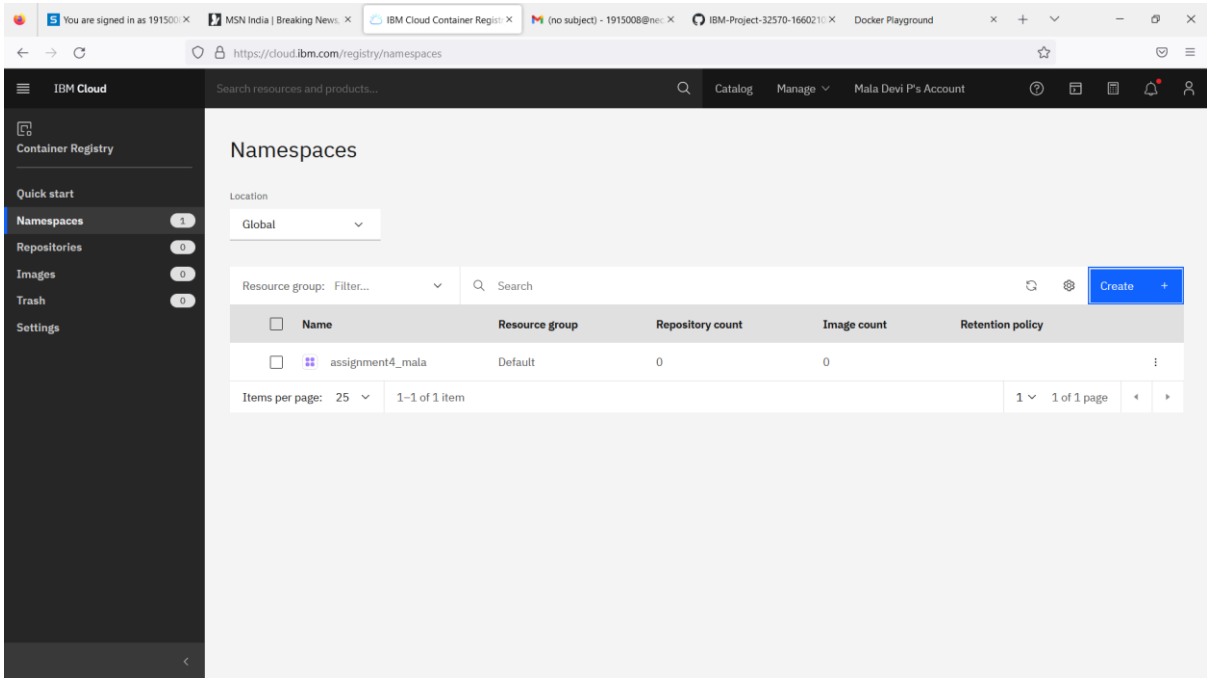 You are signed in as 191500
MSN India | Breaking News,
IBM Cloud Container Regist
(no subject) - 1915008@nec
IBM-Project-32570-1660210
Docker Playground
https://cloud.ibm.com/registry/namespaces
IBM Cloud
Search resources and products...
Catalog
Manage
Mala Devi P's Account
Container Registry
Quick start
Namespaces 1
Repositories 0
Images 0
Trash 0
Settings
Namespaces
Location
Global
Resource group: Filter...
Search
Create +
Name Resource group Repository count Image count Retention policy
assignment4_mala Default 0 0
Items per page: 25 1–1 of 1 item 1 1 of 1 page